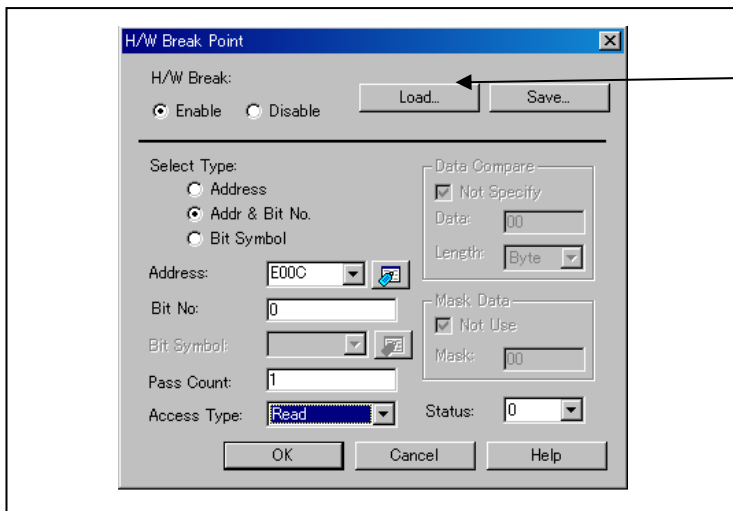 H/W Break Point
H/W Break:
Enable Disable
Load... Save...
Select Type:
Address
Addr & Bit No.
Bit Symbol
Address: E00C
Bit No: 0
Bit Symbol:
Pass Count: 1
Access Type: Read
Data Compare
Not Specify
Data: 00
Length: Byte
Mask Data
Not Use
Mask: 00
Status: 0
OK Cancel Help